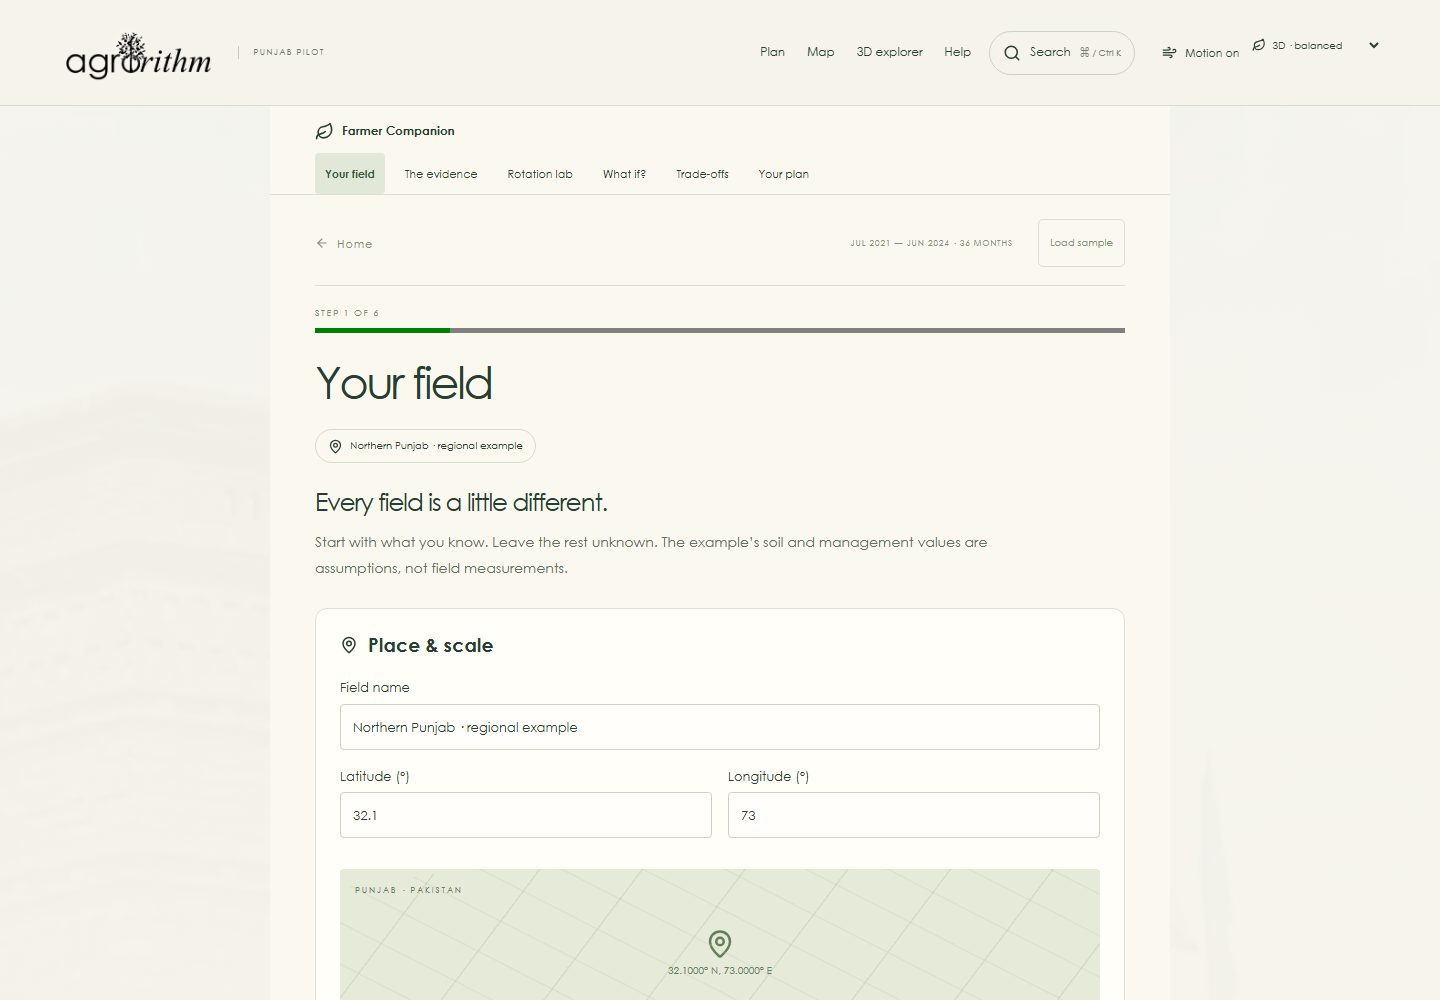 agrorithm
PUNJAB PILOT
Plan
Map
3D explorer
Help
Search ⌘ / Ctrl K
Motion on
3D · balanced
Farmer Companion
Your field
The evidence
Rotation lab
What if?
Trade-offs
Your plan
← Home
JUL 2021 — JUN 2024 · 36 MONTHS
Load sample
STEP 1 OF 6
Your field
Northern Punjab · regional example
Every field is a little different.
Start with what you know. Leave the rest unknown. The example’s soil and management values are
assumptions, not field measurements.
Place & scale
Field name
Northern Punjab · regional example
Latitude (°)
Longitude (°)
32.1
73
PUNJAB · PAKISTAN
32.1000° N, 73.0000° E